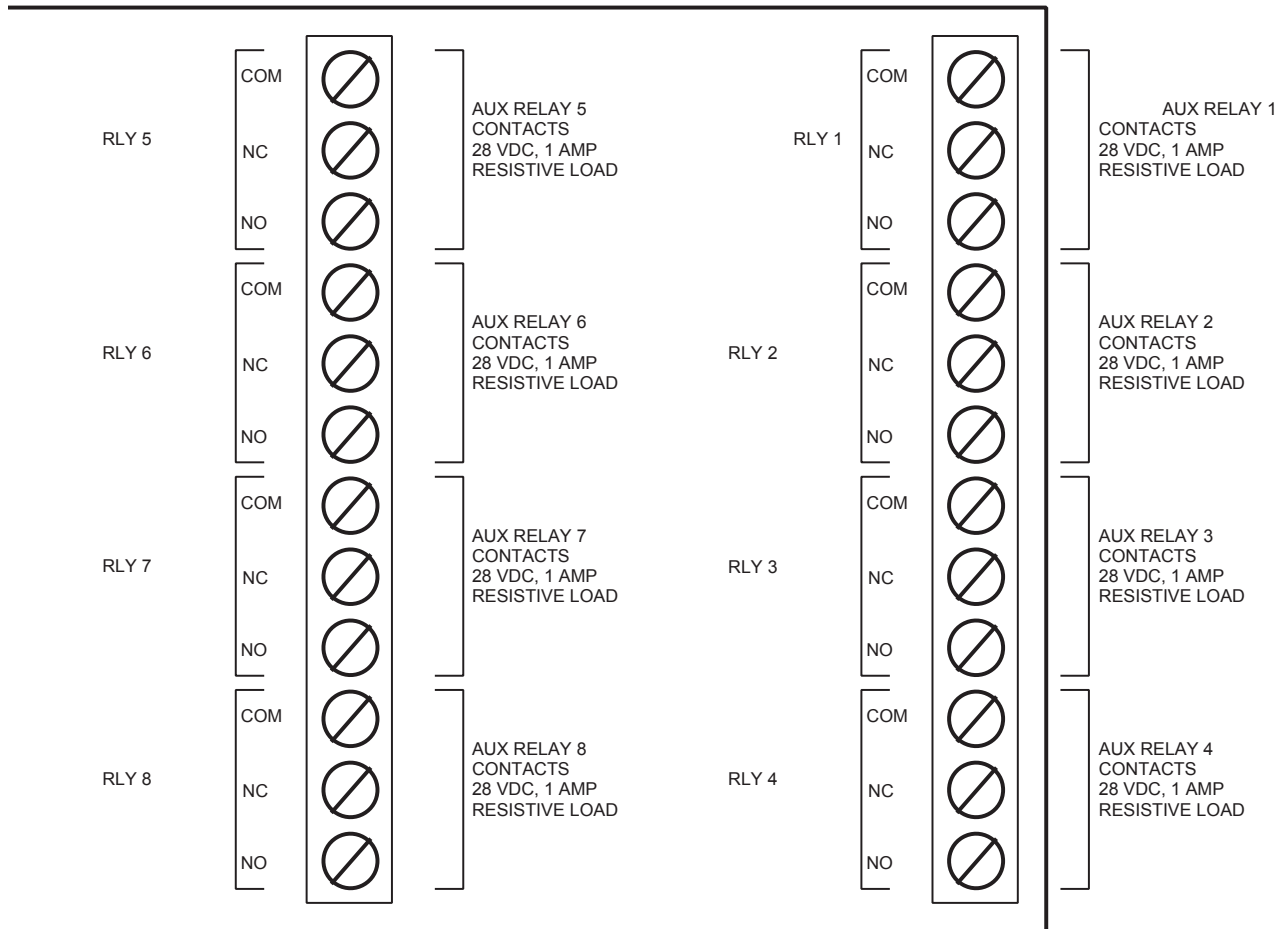 COM
RLY 5
NC
NO
AUX RELAY 5
CONTACTS
28 VDC, 1 AMP
RESISTIVE LOAD
COM
RLY 6
NC
NO
AUX RELAY 6
CONTACTS
28 VDC, 1 AMP
RESISTIVE LOAD
COM
RLY 7
NC
NO
AUX RELAY 7
CONTACTS
28 VDC, 1 AMP
RESISTIVE LOAD
COM
RLY 8
NC
NO
AUX RELAY 8
CONTACTS
28 VDC, 1 AMP
RESISTIVE LOAD
COM
RLY 1
NC
NO
AUX RELAY 1
CONTACTS
28 VDC, 1 AMP
RESISTIVE LOAD
COM
RLY 2
NC
NO
AUX RELAY 2
CONTACTS
28 VDC, 1 AMP
RESISTIVE LOAD
COM
RLY 3
NC
NO
AUX RELAY 3
CONTACTS
28 VDC, 1 AMP
RESISTIVE LOAD
COM
RLY 4
NC
NO
AUX RELAY 4
CONTACTS
28 VDC, 1 AMP
RESISTIVE LOAD